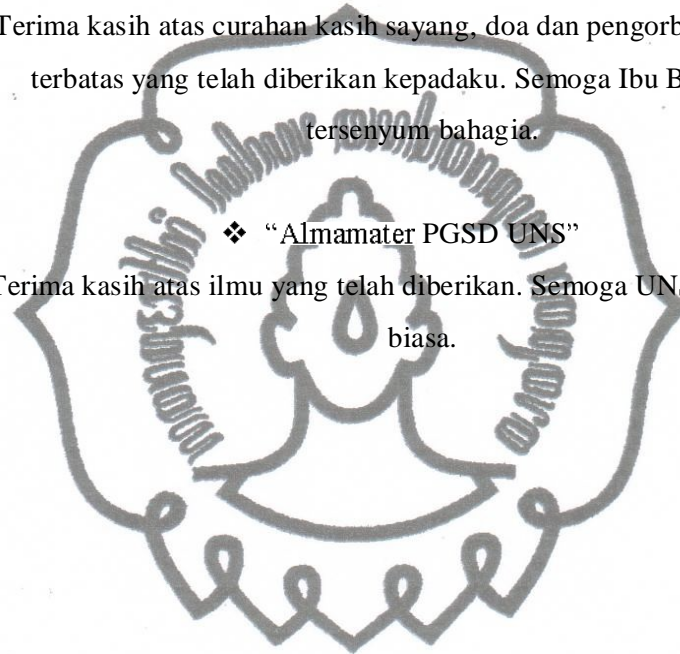 Terima kasih atas curahan kasih sayang, doa dan pengorb
terbatas yang telah diberikan kepadaku. Semoga Ibu B
tersenyum bahagia.
❖ “Almamater PGSD UNS”
Terima kasih atas ilmu yang telah diberikan. Semoga UNS
biasa.